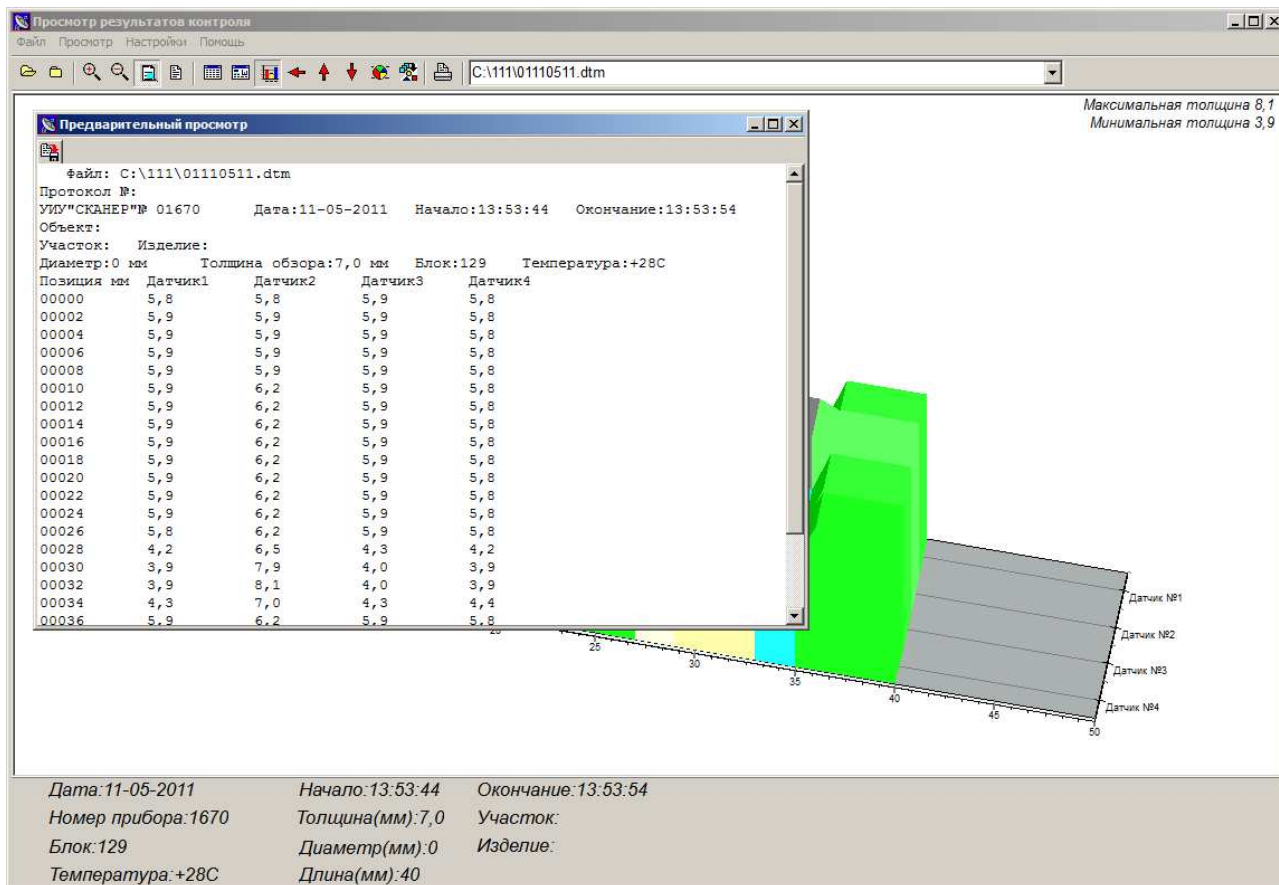 Просмотр результатов контроля
Файл Просмотр Настройки Помощь
C:\111\01110511.dtm
Максимальная толщина 8,1
Минимальная толщина 3,9
Предварительный просмотр
Файл: C:\111\01110511.dtm
Протокол №:
УИУ"СКАНЕР"№ 01670 Дата:11-05-2011 Начало:13:53:44 Окончание:13:53:54
Объект:
Участок: Изделие:
Диаметр:0 мм Толщина обзора:7,0 мм Блок:129 Температура:+28C
Позиция мм Датчик1 Датчик2 Датчик3 Датчик4
00000 5,8 5,8 5,9 5,8
00002 5,9 5,9 5,9 5,8
00004 5,9 5,9 5,9 5,8
00006 5,9 5,9 5,9 5,8
00008 5,9 5,9 5,9 5,8
00010 5,9 6,2 5,9 5,8
00012 5,9 6,2 5,9 5,8
00014 5,9 6,2 5,9 5,8
00016 5,9 6,2 5,9 5,8
00018 5,9 6,2 5,9 5,8
00020 5,9 6,2 5,9 5,8
00022 5,9 6,2 5,9 5,8
00024 5,9 6,2 5,9 5,8
00026 5,8 6,2 5,9 5,8
00028 4,2 6,5 4,3 4,2
00030 3,9 7,9 4,0 3,9
00032 3,9 8,1 4,0 3,9
00034 4,3 7,0 4,3 4,4
00036 5,9 6,2 5,9 5,8
Датчик №1
Датчик №2
Датчик №3
Датчик №4
25
30
35
40
45
50
Дата:11-05-2011 Начало:13:53:44 Окончание:13:53:54
Номер прибора:1670 Толщина(мм):7,0 Участок:
Блок:129 Диаметр(мм):0 Изделие:
Температура:+28C Длина(мм):40